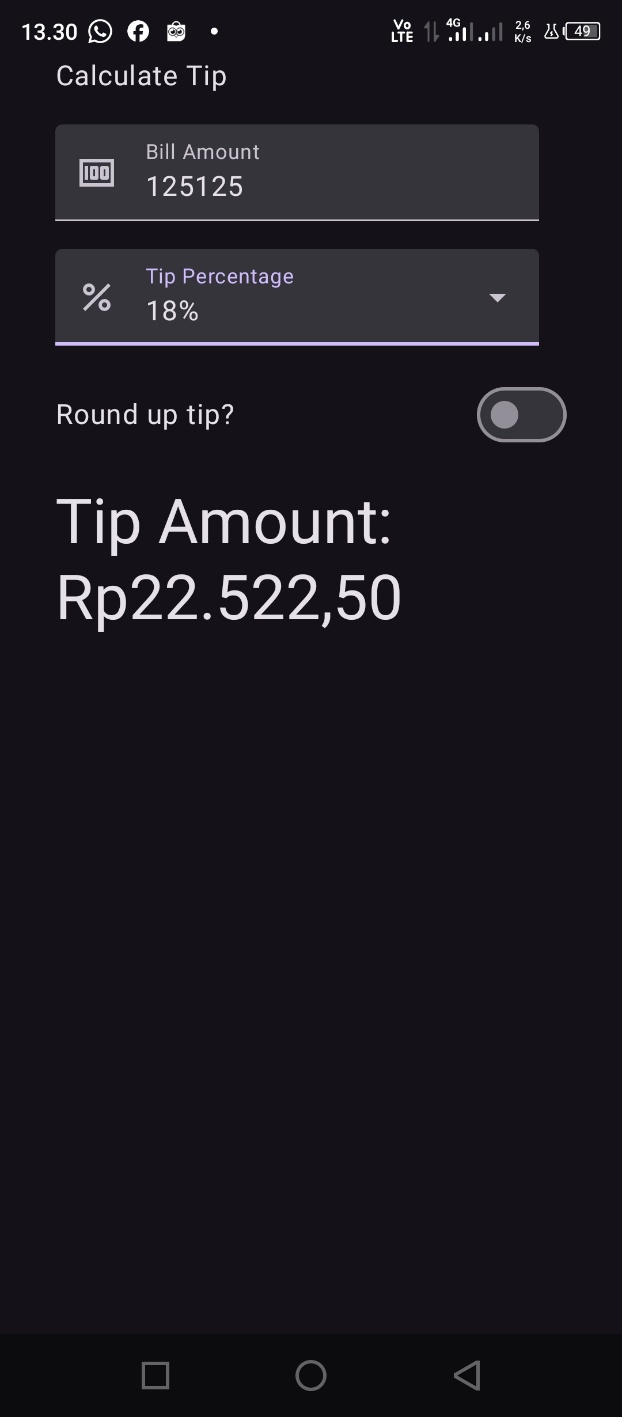 13.30 Vo LTE 4G 2,6 K/s 49
Calculate Tip
100 Bill Amount
125125
% Tip Percentage
18%
Round up tip?
Tip Amount:
Rp22.522,50